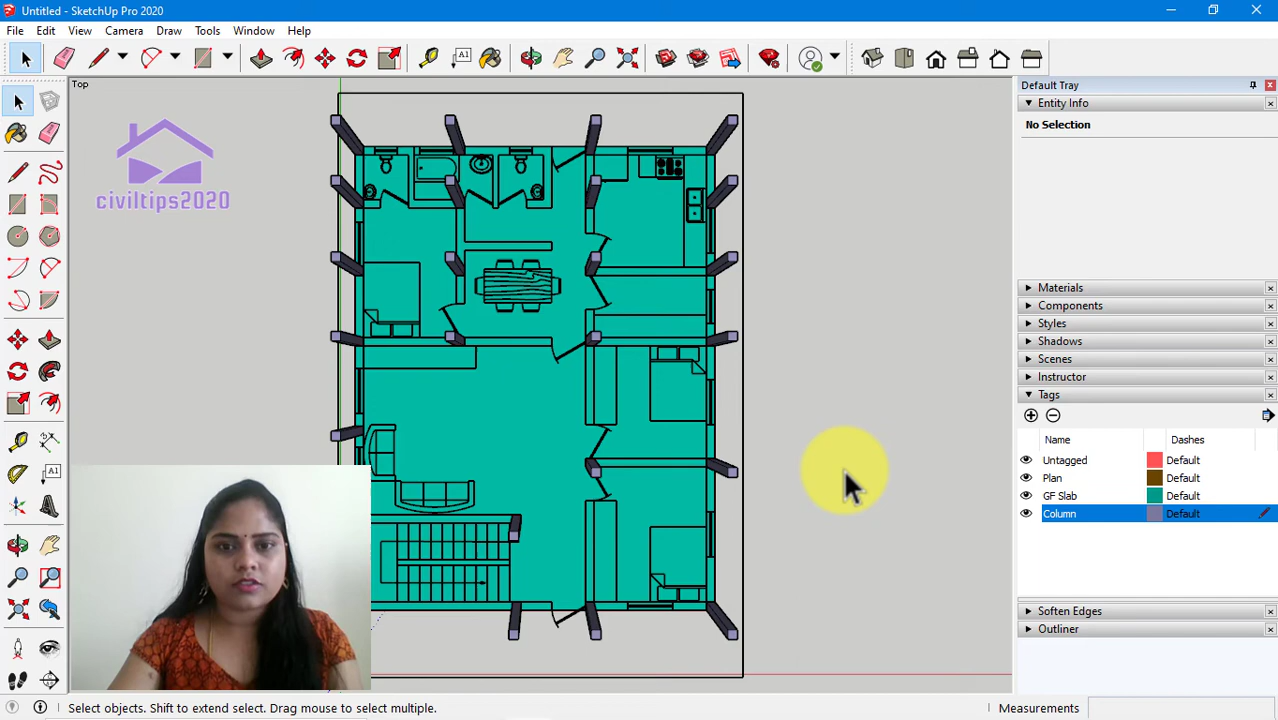 Untitled - SketchUp Pro 2020
File Edit View Camera Draw Tools Window Help
A1
Top
civiltips2020
A1
Default Tray
Entity Info
No Selection
Materials
Components
Styles
Shadows
Scenes
Instructor
Tags
Name Dashes
Untagged Default
Plan Default
GF Slab Default
Column Default
Soften Edges
Outliner
Select objects. Shift to extend select. Drag mouse to select multiple.
Measurements